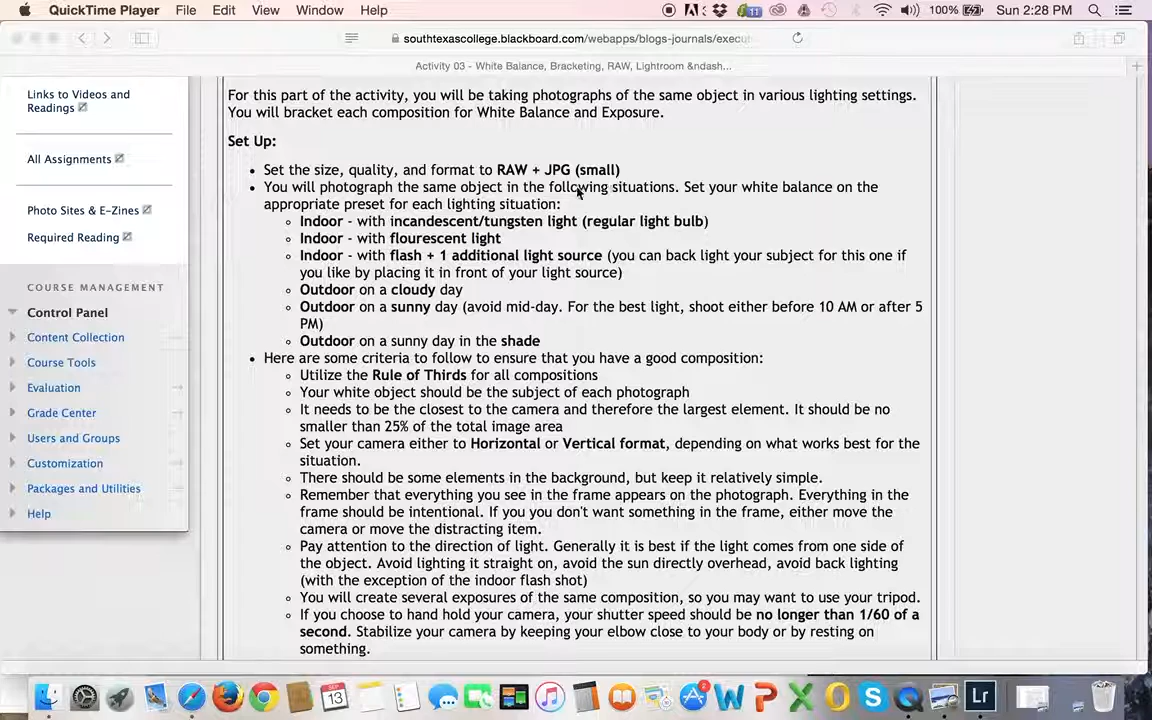 QuickTime Player File Edit View Window Help 100% Sun 2:28 PM
southtexascollege.blackboard.com/webapps/blogs-journals/execut
Activity 03 - White Balance, Bracketing, RAW, Lightroom &ndash...
Links to Videos and
Readings
All Assignments
Photo Sites & E-Zines
Required Reading
COURSE MANAGEMENT
Control Panel
Content Collection
Course Tools
Evaluation
Grade Center
Users and Groups
Customization
Packages and Utilities
Help
For this part of the activity, you will be taking photographs of the same object in various lighting settings.
You will bracket each composition for White Balance and Exposure.
Set Up:
• Set the size, quality, and format to RAW + JPG (small)
• You will photograph the same object in the following situations. Set your white balance on the
appropriate preset for each lighting situation:
◦ Indoor - with incandescent/tungsten light (regular light bulb)
◦ Indoor - with flourescent light
◦ Indoor - with flash + 1 additional light source (you can back light your subject for this one if
you like by placing it in front of your light source)
◦ Outdoor on a cloudy day
◦ Outdoor on a sunny day (avoid mid-day. For the best light, shoot either before 10 AM or after 5
PM)
◦ Outdoor on a sunny day in the shade
• Here are some criteria to follow to ensure that you have a good composition:
◦ Utilize the Rule of Thirds for all compositions
◦ Your white object should be the subject of each photograph
◦ It needs to be the closest to the camera and therefore the largest element. It should be no
smaller than 25% of the total image area
◦ Set your camera either to Horizontal or Vertical format, depending on what works best for the
situation.
◦ There should be some elements in the background, but keep it relatively simple.
◦ Remember that everything you see in the frame appears on the photograph. Everything in the
frame should be intentional. If you you don't want something in the frame, either move the
camera or move the distracting item.
◦ Pay attention to the direction of light. Generally it is best if the light comes from one side of
the object. Avoid lighting it straight on, avoid the sun directly overhead, avoid back lighting
(with the exception of the indoor flash shot)
◦ You will create several exposures of the same composition, so you may want to use your tripod.
◦ If you choose to hand hold your camera, your shutter speed should be no longer than 1/60 of a
second. Stabilize your camera by keeping your elbow close to your body or by resting on
something.
SEP
13
2
Lr